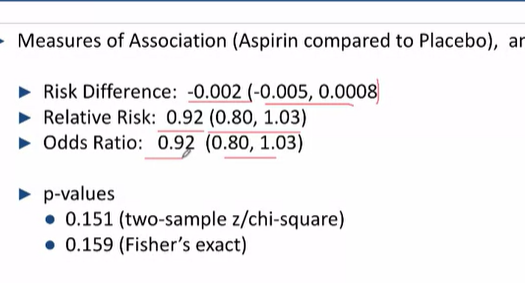 Measures of Association (Aspirin compared to Placebo),
Risk Difference: -0.002 (-0.005, 0.0008)
Relative Risk: 0.92 (0.80, 1.03)
Odds Ratio: 0.92 (0.80, 1.03)
p-values
0.151 (two-sample z/chi-square)
0.159 (Fisher's exact)